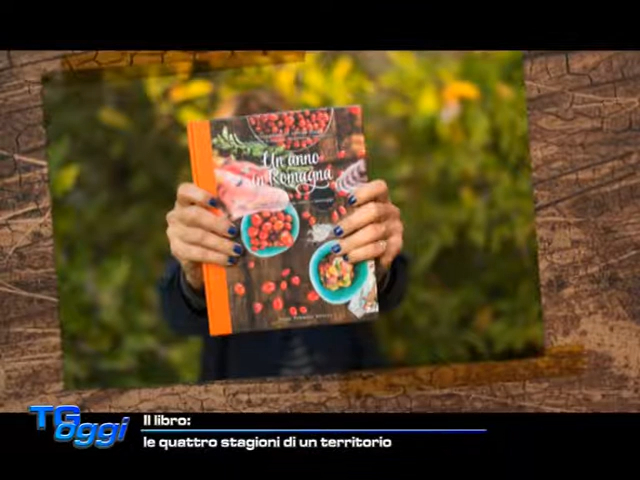 Un anno
in Romagna
TG
oggi
Il libro:
le quattro stagioni di un territorio